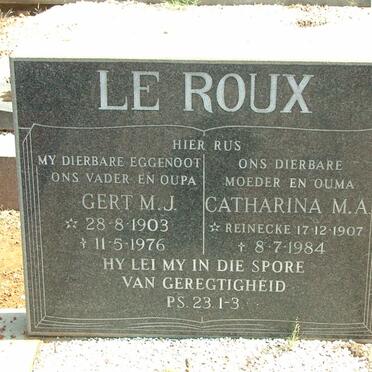 LE ROUX
HIER RUS
MY DIERBARE EGGENOOT
ONS VADER EN OUPA
GERT M.J.
☆ 28-8-1903
† 11-5-1976
ONS DIERBARE
MOEDER EN OUMA
CATHARINA M.A.
☆ REINECKE 17-12-1907
† 8-7-1984
HY LEI MY IN DIE SPORE
VAN GEREGTIGHEID
PS. 23.1-3